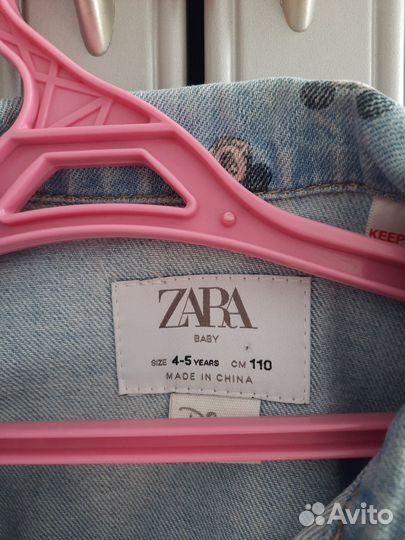 KEEP
ZARA
BABY
SIZE 4-5 YEARS CM 110
MADE IN CHINA
Avito